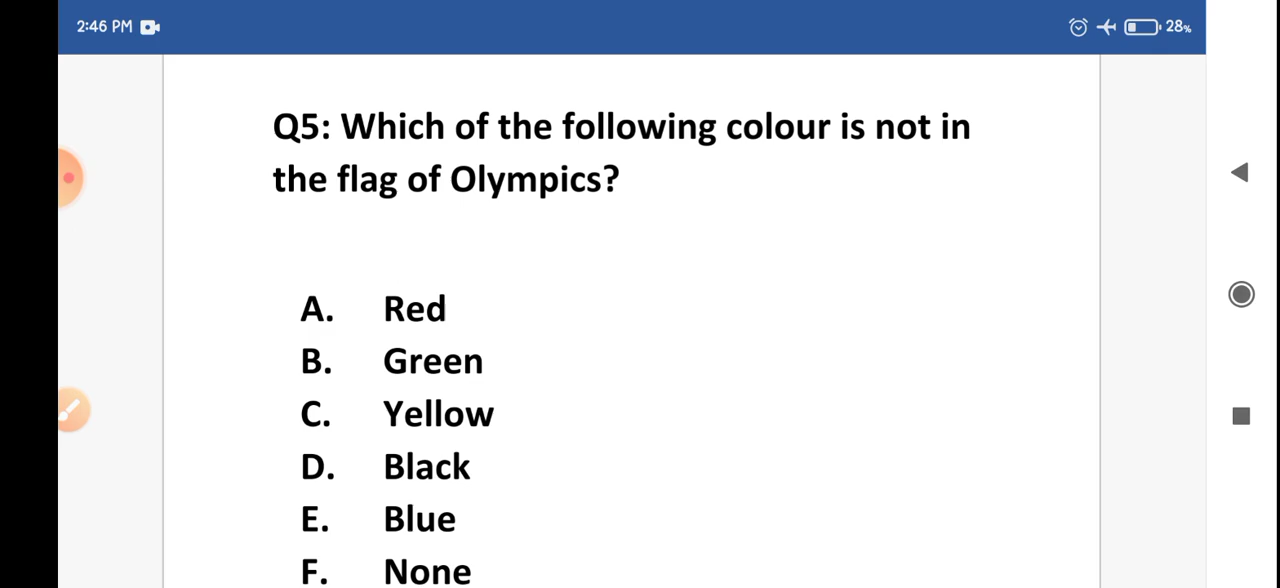 2:46 PM
28%
Q5: Which of the following colour is not in
the flag of Olympics?
A. Red
B. Green
C. Yellow
D. Black
E. Blue
F. None